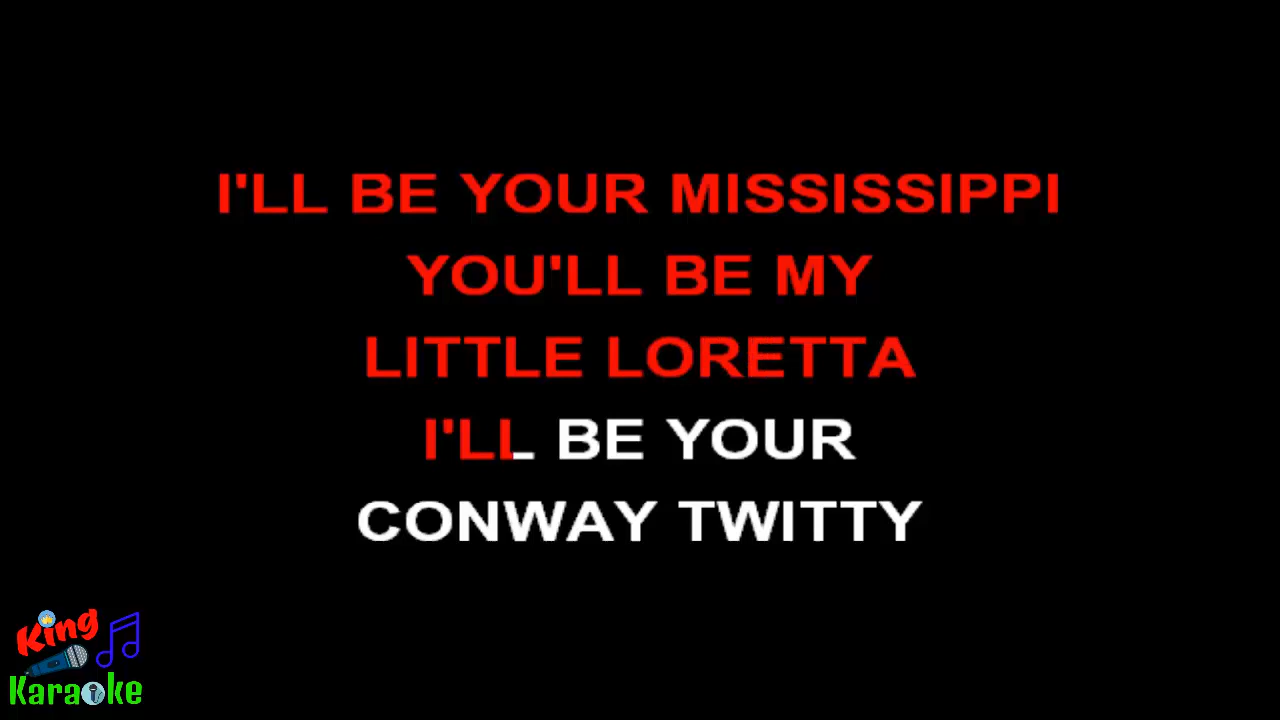 I'LL BE YOUR MISSISSIPPI
YOU'LL BE MY
LITTLE LORETTA
I'LL BE YOUR
CONWAY TWITTY
King
Karaoke